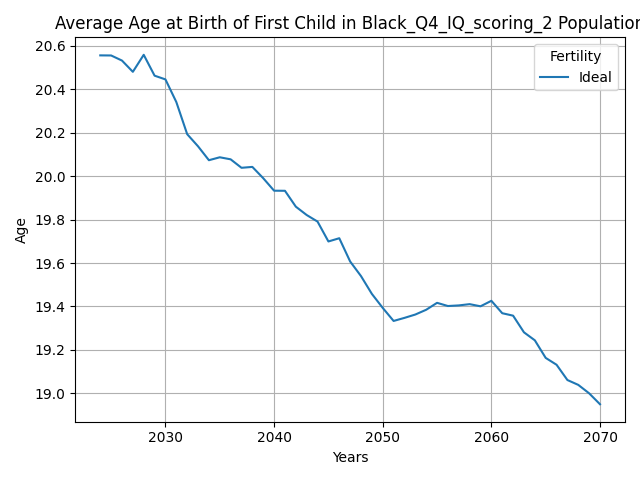 Average Age at Birth of First Child in Black_Q4_IQ_scoring_2 Population
Fertility
Ideal
20.6
20.4
20.2
20.0
19.8
19.6
19.4
19.2
19.0
Age
2030 2040 2050 2060 2070
Years